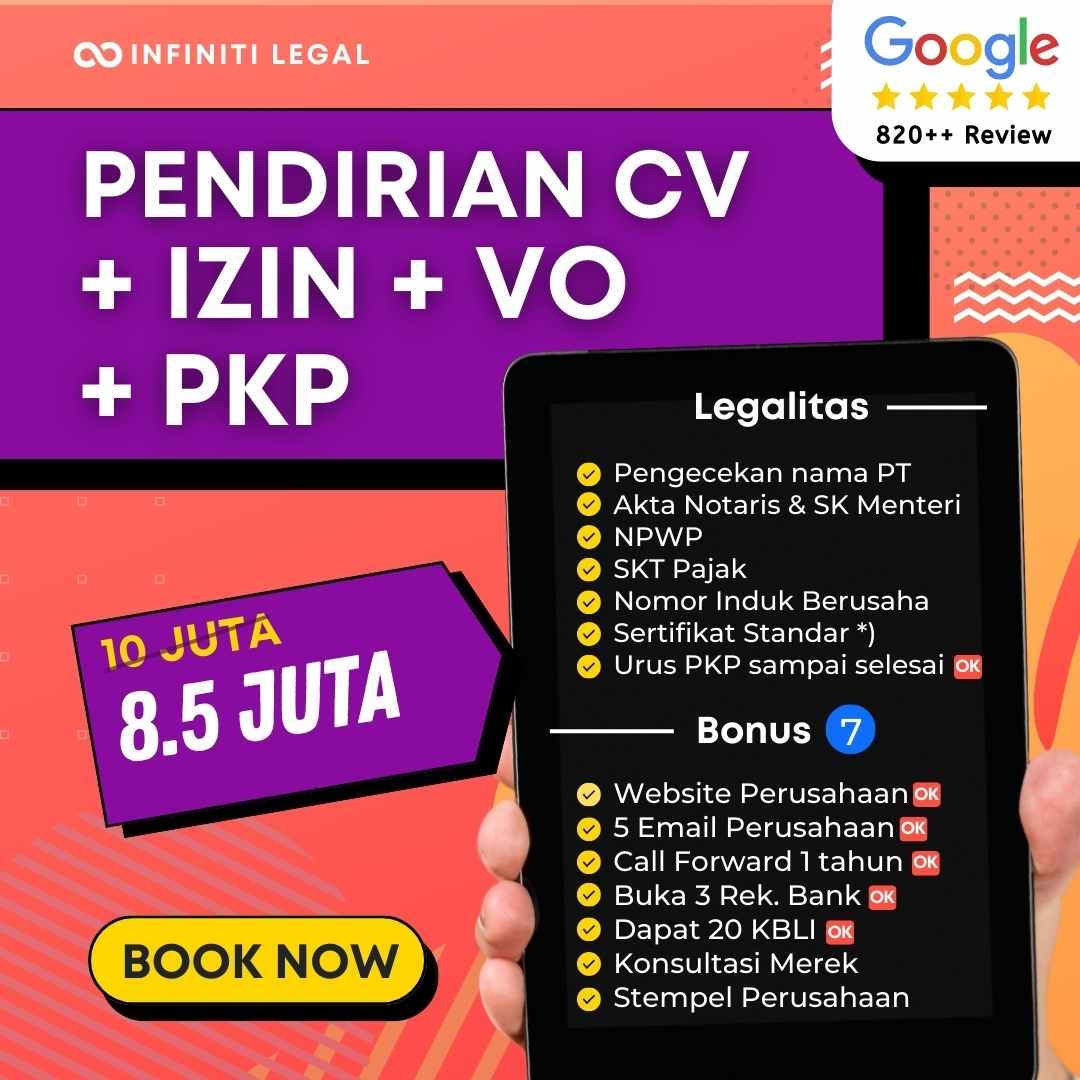 INFINITI LEGAL
Google
820++ Review
PENDIRIAN CV
+ IZIN + VO
+ PKP
Legalitas
Pengecekan nama PT
Akta Notaris & SK Menteri
NPWP
SKT Pajak
Nomor Induk Berusaha
Sertifikat Standar *)
Urus PKP sampai selesai OK
10 JUTA
8.5 JUTA
Bonus 7
Website Perusahaan OK
5 Email Perusahaan OK
Call Forward 1 tahun OK
Buka 3 Rek. Bank OK
Dapat 20 KBLI OK
Konsultasi Merek
Stempel Perusahaan
BOOK NOW